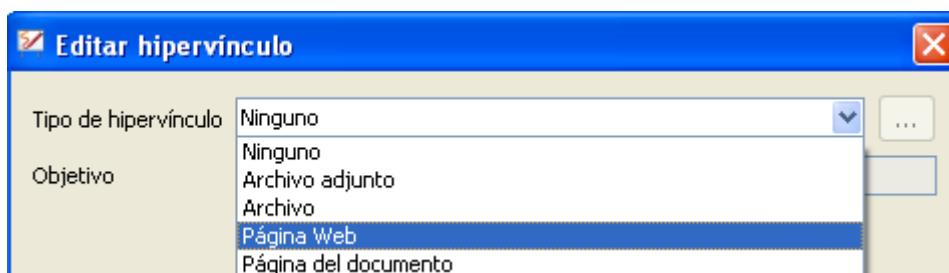 Editar hipervínculo
Tipo de hipervínculo Ninguno ...
Ninguno
Objetivo
Archivo adjunto
Archivo
Página Web
Página del documento